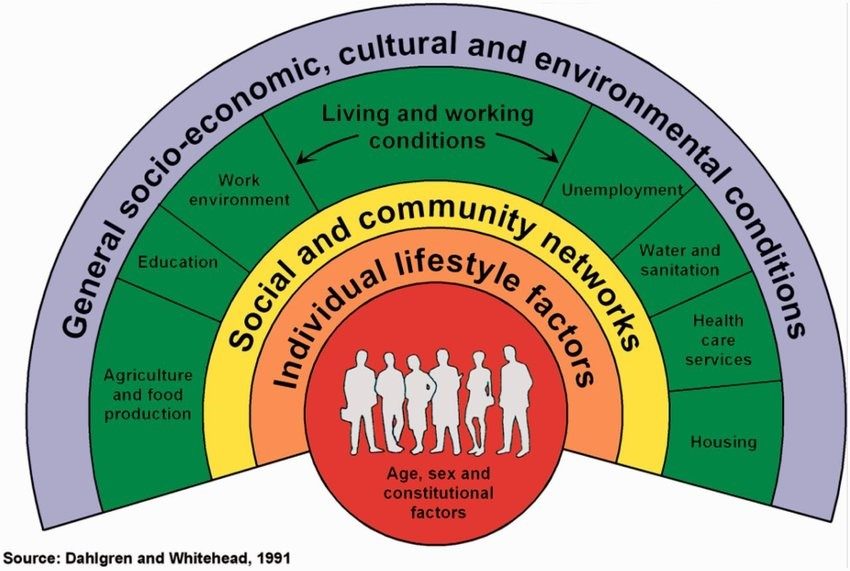 General socio-economic, cultural and environmental conditions
Living and working
conditions
Work
environment
Unemployment
Education
Water and
sanitation
Agriculture
and food
production
Health
care
services
Housing
Social and community networks
Individual lifestyle factors
Age, sex and
constitutional
factors
Source: Dahlgren and Whitehead, 1991